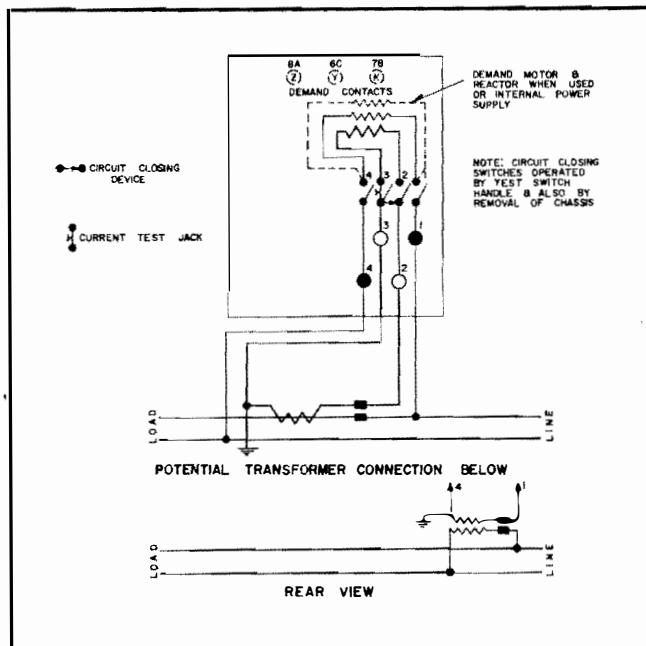 8A 6C 7B
Z Y K
DEMAND CONTACTS
DEMAND MOTOR &
REACTOR WHEN USED
OR INTERNAL POWER
SUPPLY
CIRCUIT CLOSING
DEVICE
4 3 2
NOTE: CIRCUIT CLOSING
SWITCHES OPERATED
BY TEST SWITCH
HANDLE & ALSO BY
REMOVAL OF CHASSIS
CURRENT TEST JACK
3 1
4 2
LOAD
LINE
POTENTIAL TRANSFORMER CONNECTION BELOW
4 1
LOAD
LINE
REAR VIEW